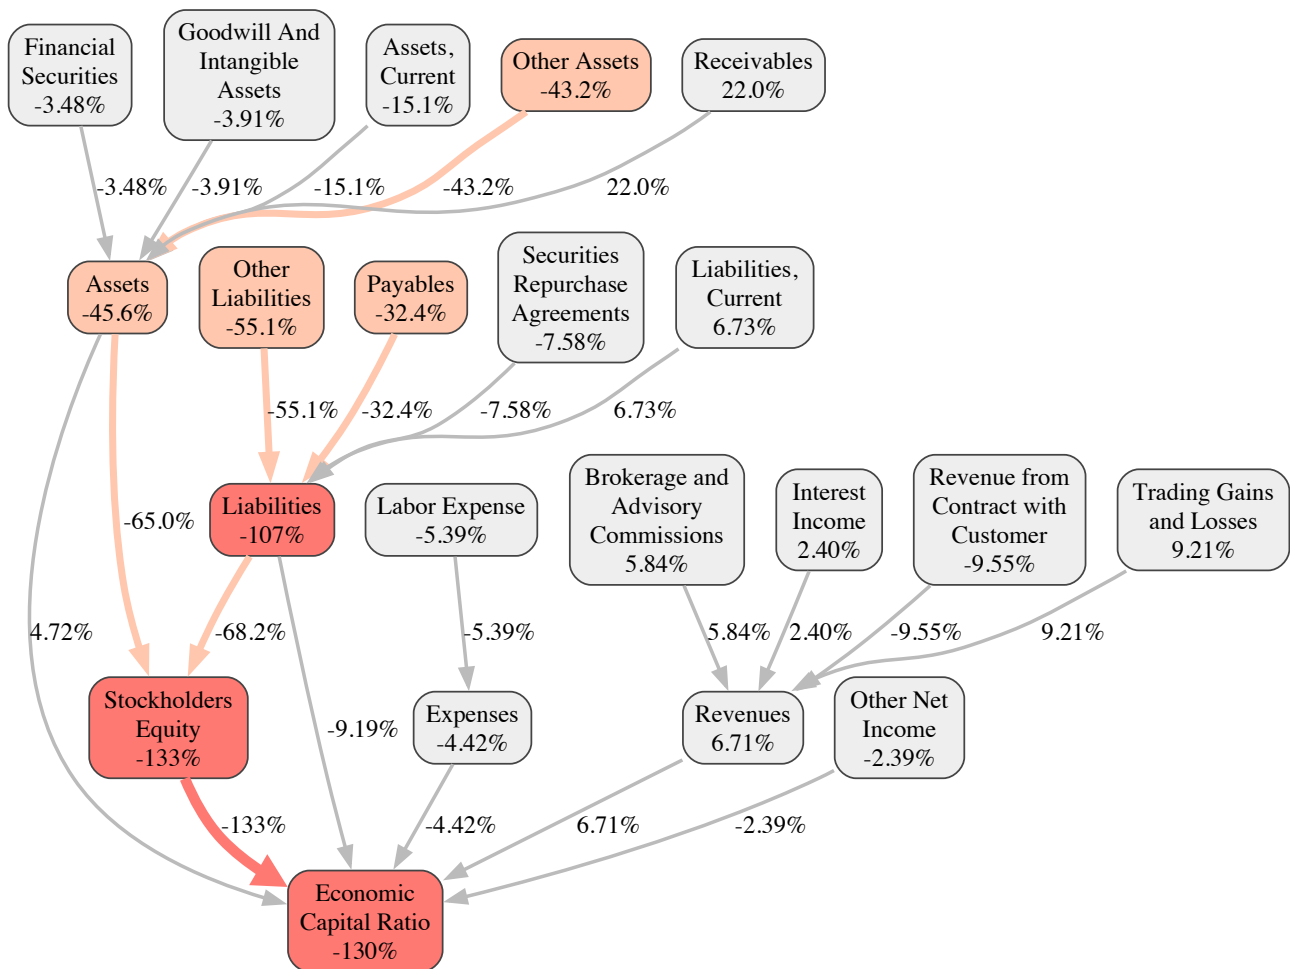 Financial
Securities
-3.48%
Goodwill And
Intangible
Assets
-3.91%
Assets,
Current
-15.1%
Other Assets
-43.2%
Receivables
22.0%
-3.48%
-3.91%
-15.1%
-43.2%
22.0%
Assets
-45.6%
Other
Liabilities
-55.1%
Payables
-32.4%
Securities
Repurchase
Agreements
-7.58%
Liabilities,
Current
6.73%
-55.1%
-32.4%
-7.58%
6.73%
-65.0%
Liabilities
-107%
Labor Expense
-5.39%
Brokerage and
Advisory
Commissions
5.84%
Interest
Income
2.40%
Revenue from
Contract with
Customer
-9.55%
Trading Gains
and Losses
9.21%
4.72%
-68.2%
-5.39%
5.84%
2.40%
-9.55%
9.21%
Stockholders
Equity
-133%
-9.19%
Expenses
-4.42%
Revenues
6.71%
Other Net
Income
-2.39%
-133%
-4.42%
6.71%
-2.39%
Economic
Capital Ratio
-130%